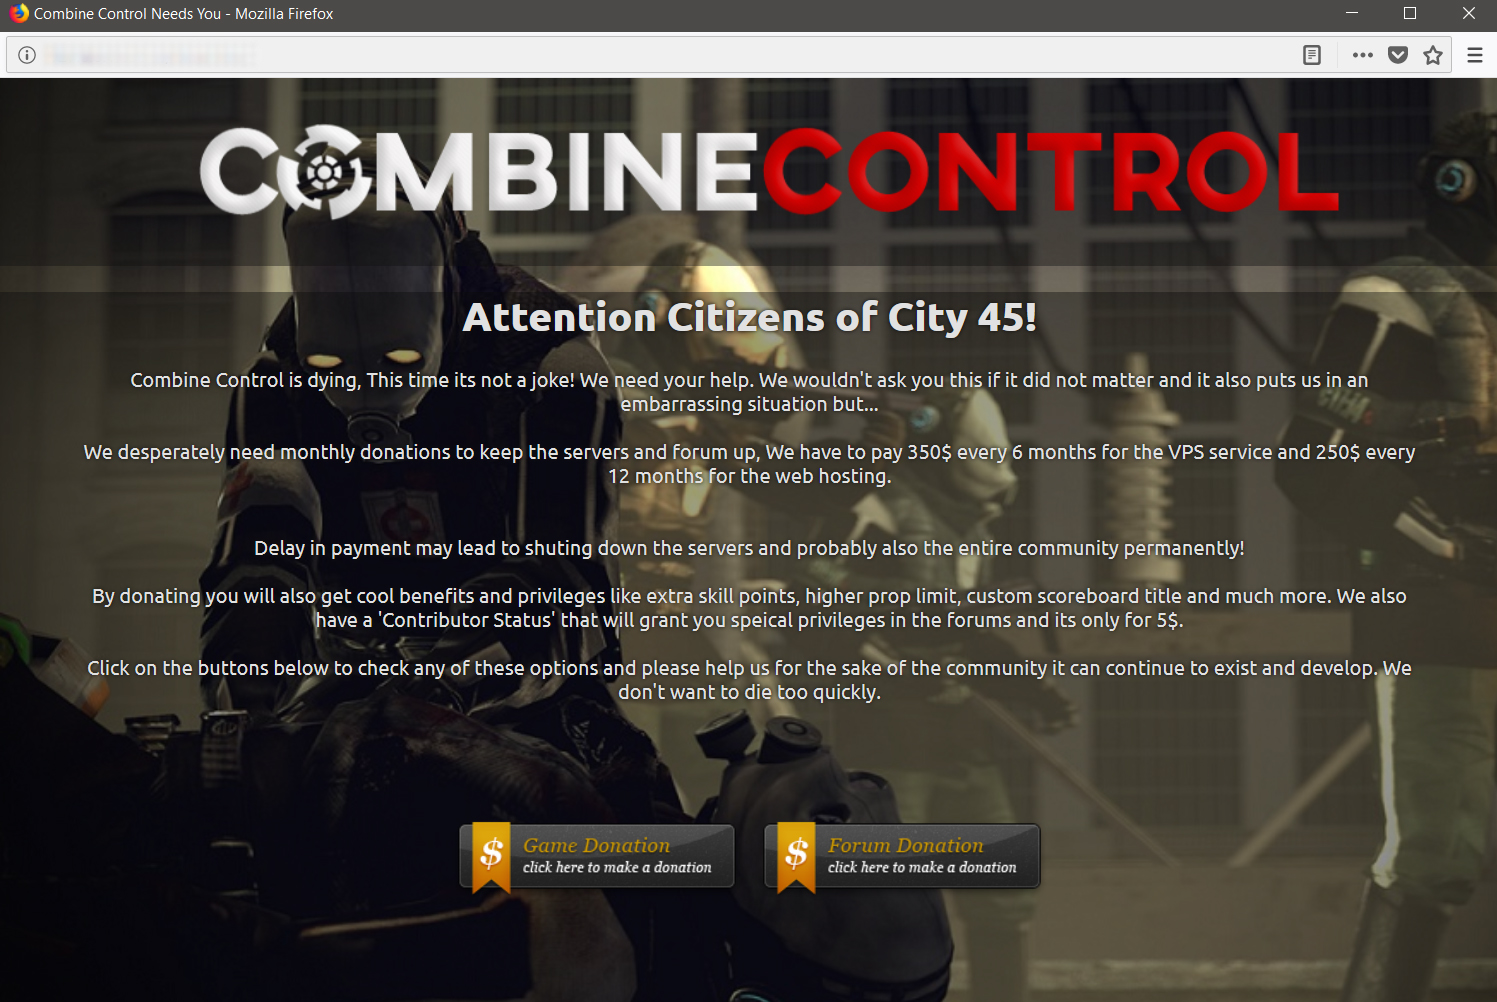 Combine Control Needs You - Mozilla Firefox
COMBINECONTROL
Attention Citizens of City 45!
Combine Control is dying, This time its not a joke! We need your help. We wouldn't ask you this if it did not matter and it also puts us in an
embarrassing situation but...
We desperately need monthly donations to keep the servers and forum up, We have to pay 350$ every 6 months for the VPS service and 250$ every
12 months for the web hosting.
Delay in payment may lead to shuting down the servers and probably also the entire community permanently!
By donating you will also get cool benefits and privileges like extra skill points, higher prop limit, custom scoreboard title and much more. We also
have a 'Contributor Status' that will grant you speical privileges in the forums and its only for 5$.
Click on the buttons below to check any of these options and please help us for the sake of the community it can continue to exist and develop. We
don't want to die too quickly.
$ Game Donation
click here to make a donation
$ Forum Donation
click here to make a donation